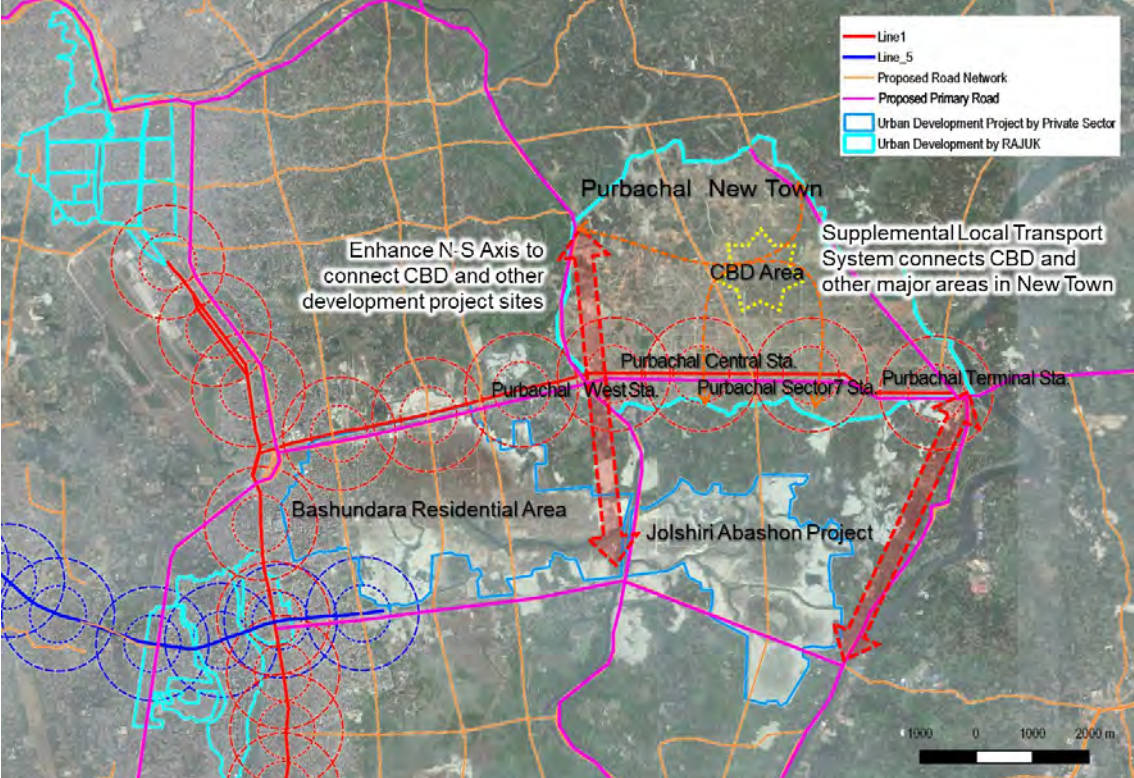 Line1
Line_5
Proposed Road Network
Proposed Primary Road
Urban Development Project by Private Sector
Urban Development by RAJUK
Purbachal New Town
Enhance N-S Axis to
connect CBD and other
development project sites
CBD Area
Supplemental Local Transport
System connects CBD and
other major areas in New Town
Purbachal Central Sta.
Purbachal West Sta.
Purbachal Sector7 Sta.
Purbachal Terminal Sta.
Bashundara Residential Area
Jolshiri Abashon Project
1000 0 1000 2000 m